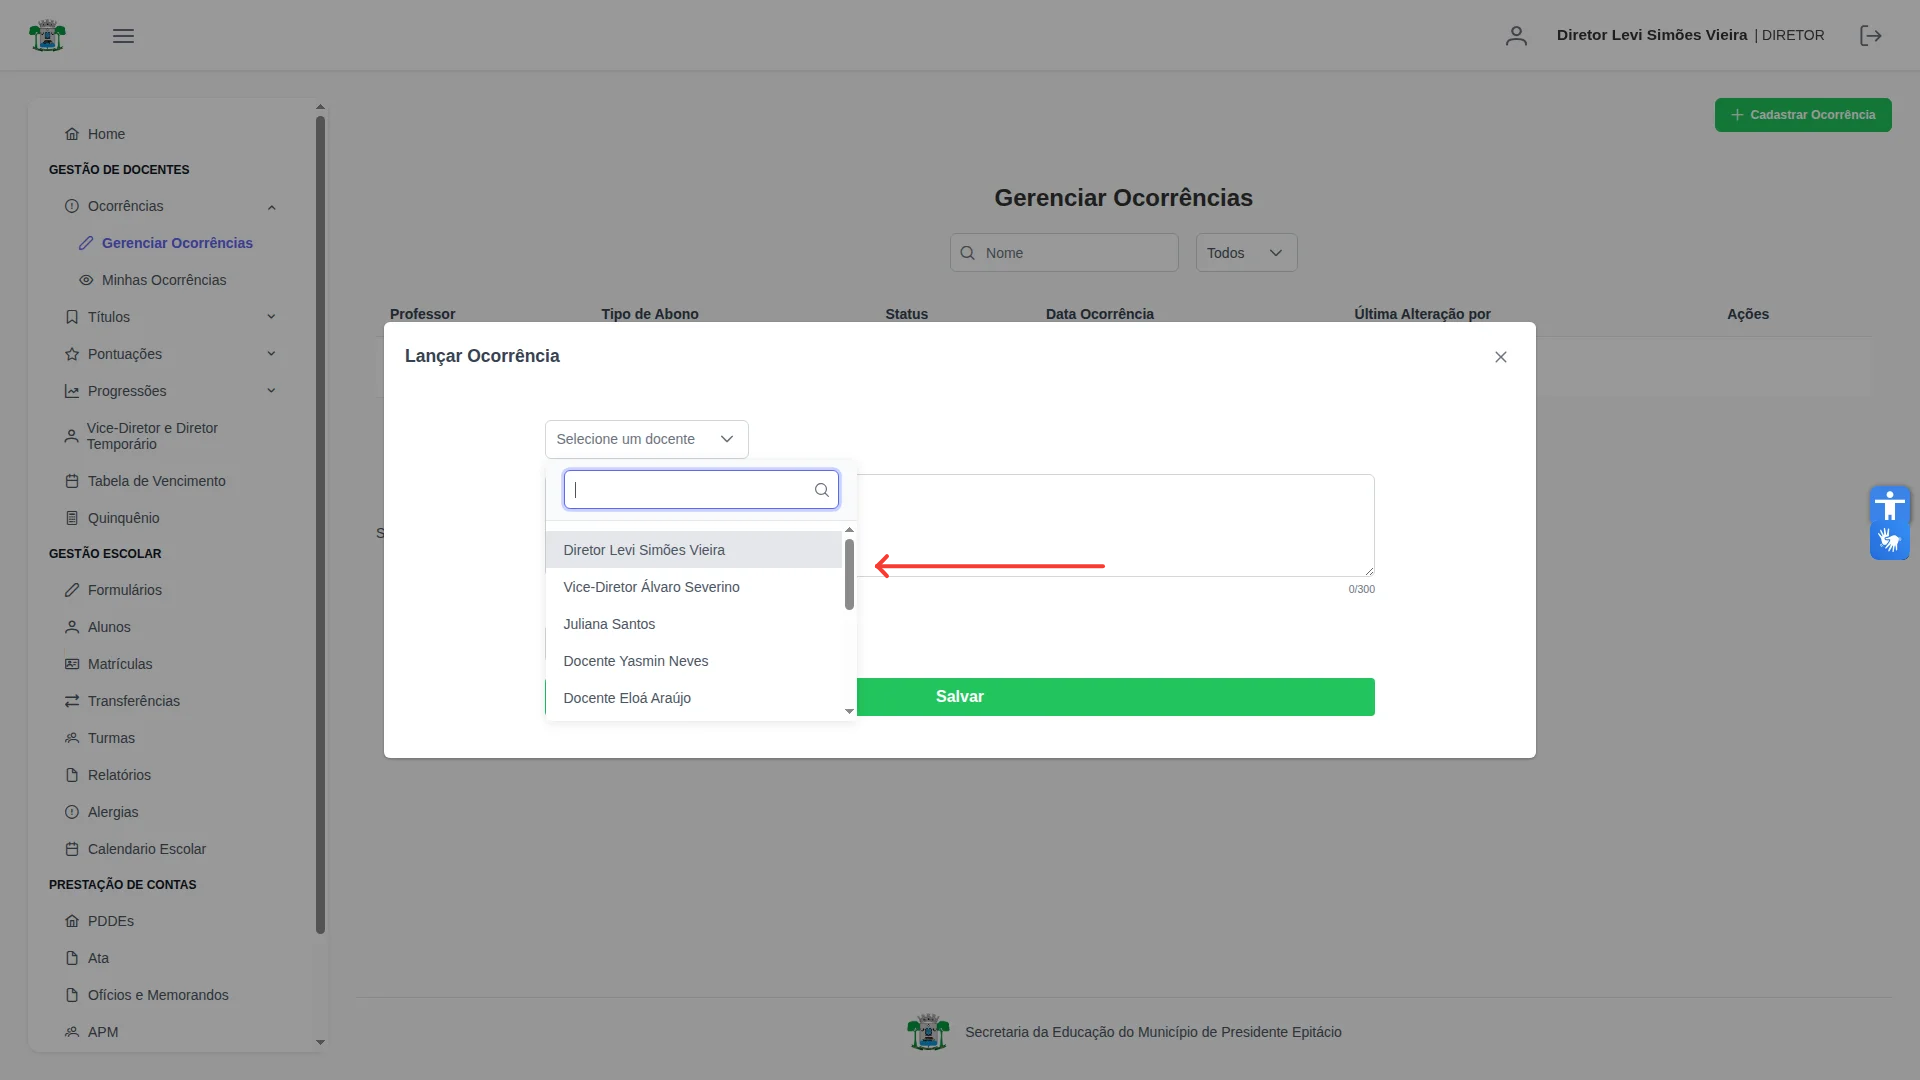 Diretor Levi Simões Vieira | DIRETOR
Home
GESTÃO DE DOCENTES
Ocorrências
Gerenciar Ocorrências
Minhas Ocorrências
Títulos
Pontuações
Progressões
Vice-Diretor e Diretor
Temporário
Tabela de Vencimento
Quinquênio
GESTÃO ESCOLAR
Formulários
Alunos
Matrículas
Transferências
Turmas
Relatórios
Alergias
Calendario Escolar
PRESTAÇÃO DE CONTAS
PDDEs
Ata
Ofícios e Memorandos
APM
Cadastrar Ocorrência
Gerenciar Ocorrências
Nome
Todos
Professor Tipo de Abono Status Data Ocorrência Última Alteração por Ações
S
Lançar Ocorrência
Selecione um docente
Diretor Levi Simões Vieira
Vice-Diretor Álvaro Severino
Juliana Santos
Docente Yasmin Neves
Docente Eloá Araújo
0/300
Salvar
Secretaria da Educação do Município de Presidente Epitácio